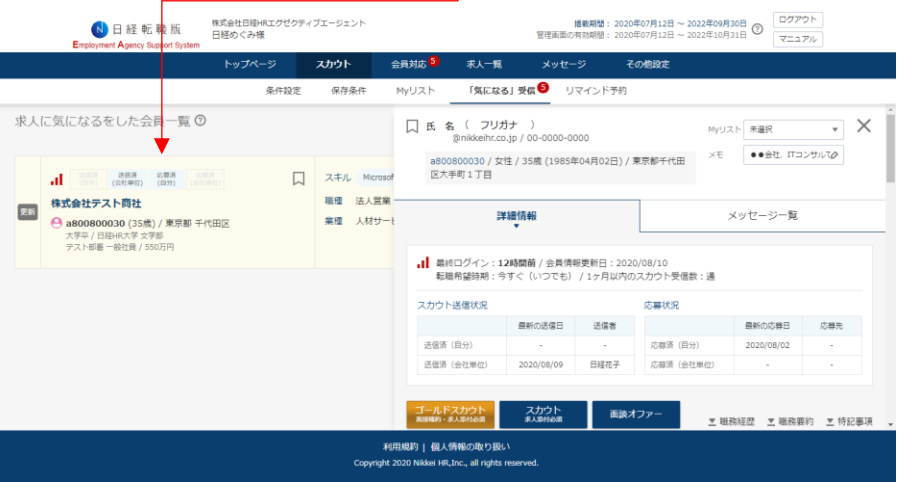 日経転職版
Employment Agency Support System
株式会社日経HRエグゼクティブエージェント
日経めぐみ様
掲載期間： 2020年07月12日 ～ 2022年09月30日
管理画面の有効期間： 2020年07月12日 ～ 2022年10月31日
ログアウト
マニュアル
トップページ スカウト 会員対応 5 求人一覧 メッセージ その他設定
条件設定 保存条件 Myリスト 「気になる」受信 5 リマインド予約
求人に気になるをした会員一覧
更新
送信済 (自分) 送信済 (会社単位) 応募済 (自分) 応募済 (会社単位)
株式会社テスト商社
a800800030 (35歳) / 東京都 千代田区
大学卒 / 日経HR大学 文学部
テスト部署 一般社員 / 550万円
スキル Microsof
職種 法人営業
業種 人材サービ
氏 名 （ フリガナ ）
@nikkeihr.co.jp / 00-0000-0000
a800800030 / 女性 / 35歳 (1985年04月02日) / 東京都千代田
区大手町１丁目
Myリスト 未選択
メモ ●●会社、ITコンサルで
詳細情報 メッセージ一覧
最終ログイン：12時間前 / 会員情報更新日：2020/08/10
転職希望時期：今すぐ（いつでも） / 1ヶ月以内のスカウト受信数：通
スカウト送信状況
最新の送信日 送信者
送信済（自分） - -
送信済（会社単位） 2020/08/09 日経花子
応募状況
最新の応募日 応募先
応募済（自分） 2020/08/02 -
応募済（会社単位） - -
ゴールドスカウト
面談確約・求人添付必須
スカウト
求人添付必須
面談オファー
職務経歴 職務要約 特記事項
利用規約 | 個人情報の取り扱い
Copyright 2020 Nikkei HR,Inc., all rights reserved.